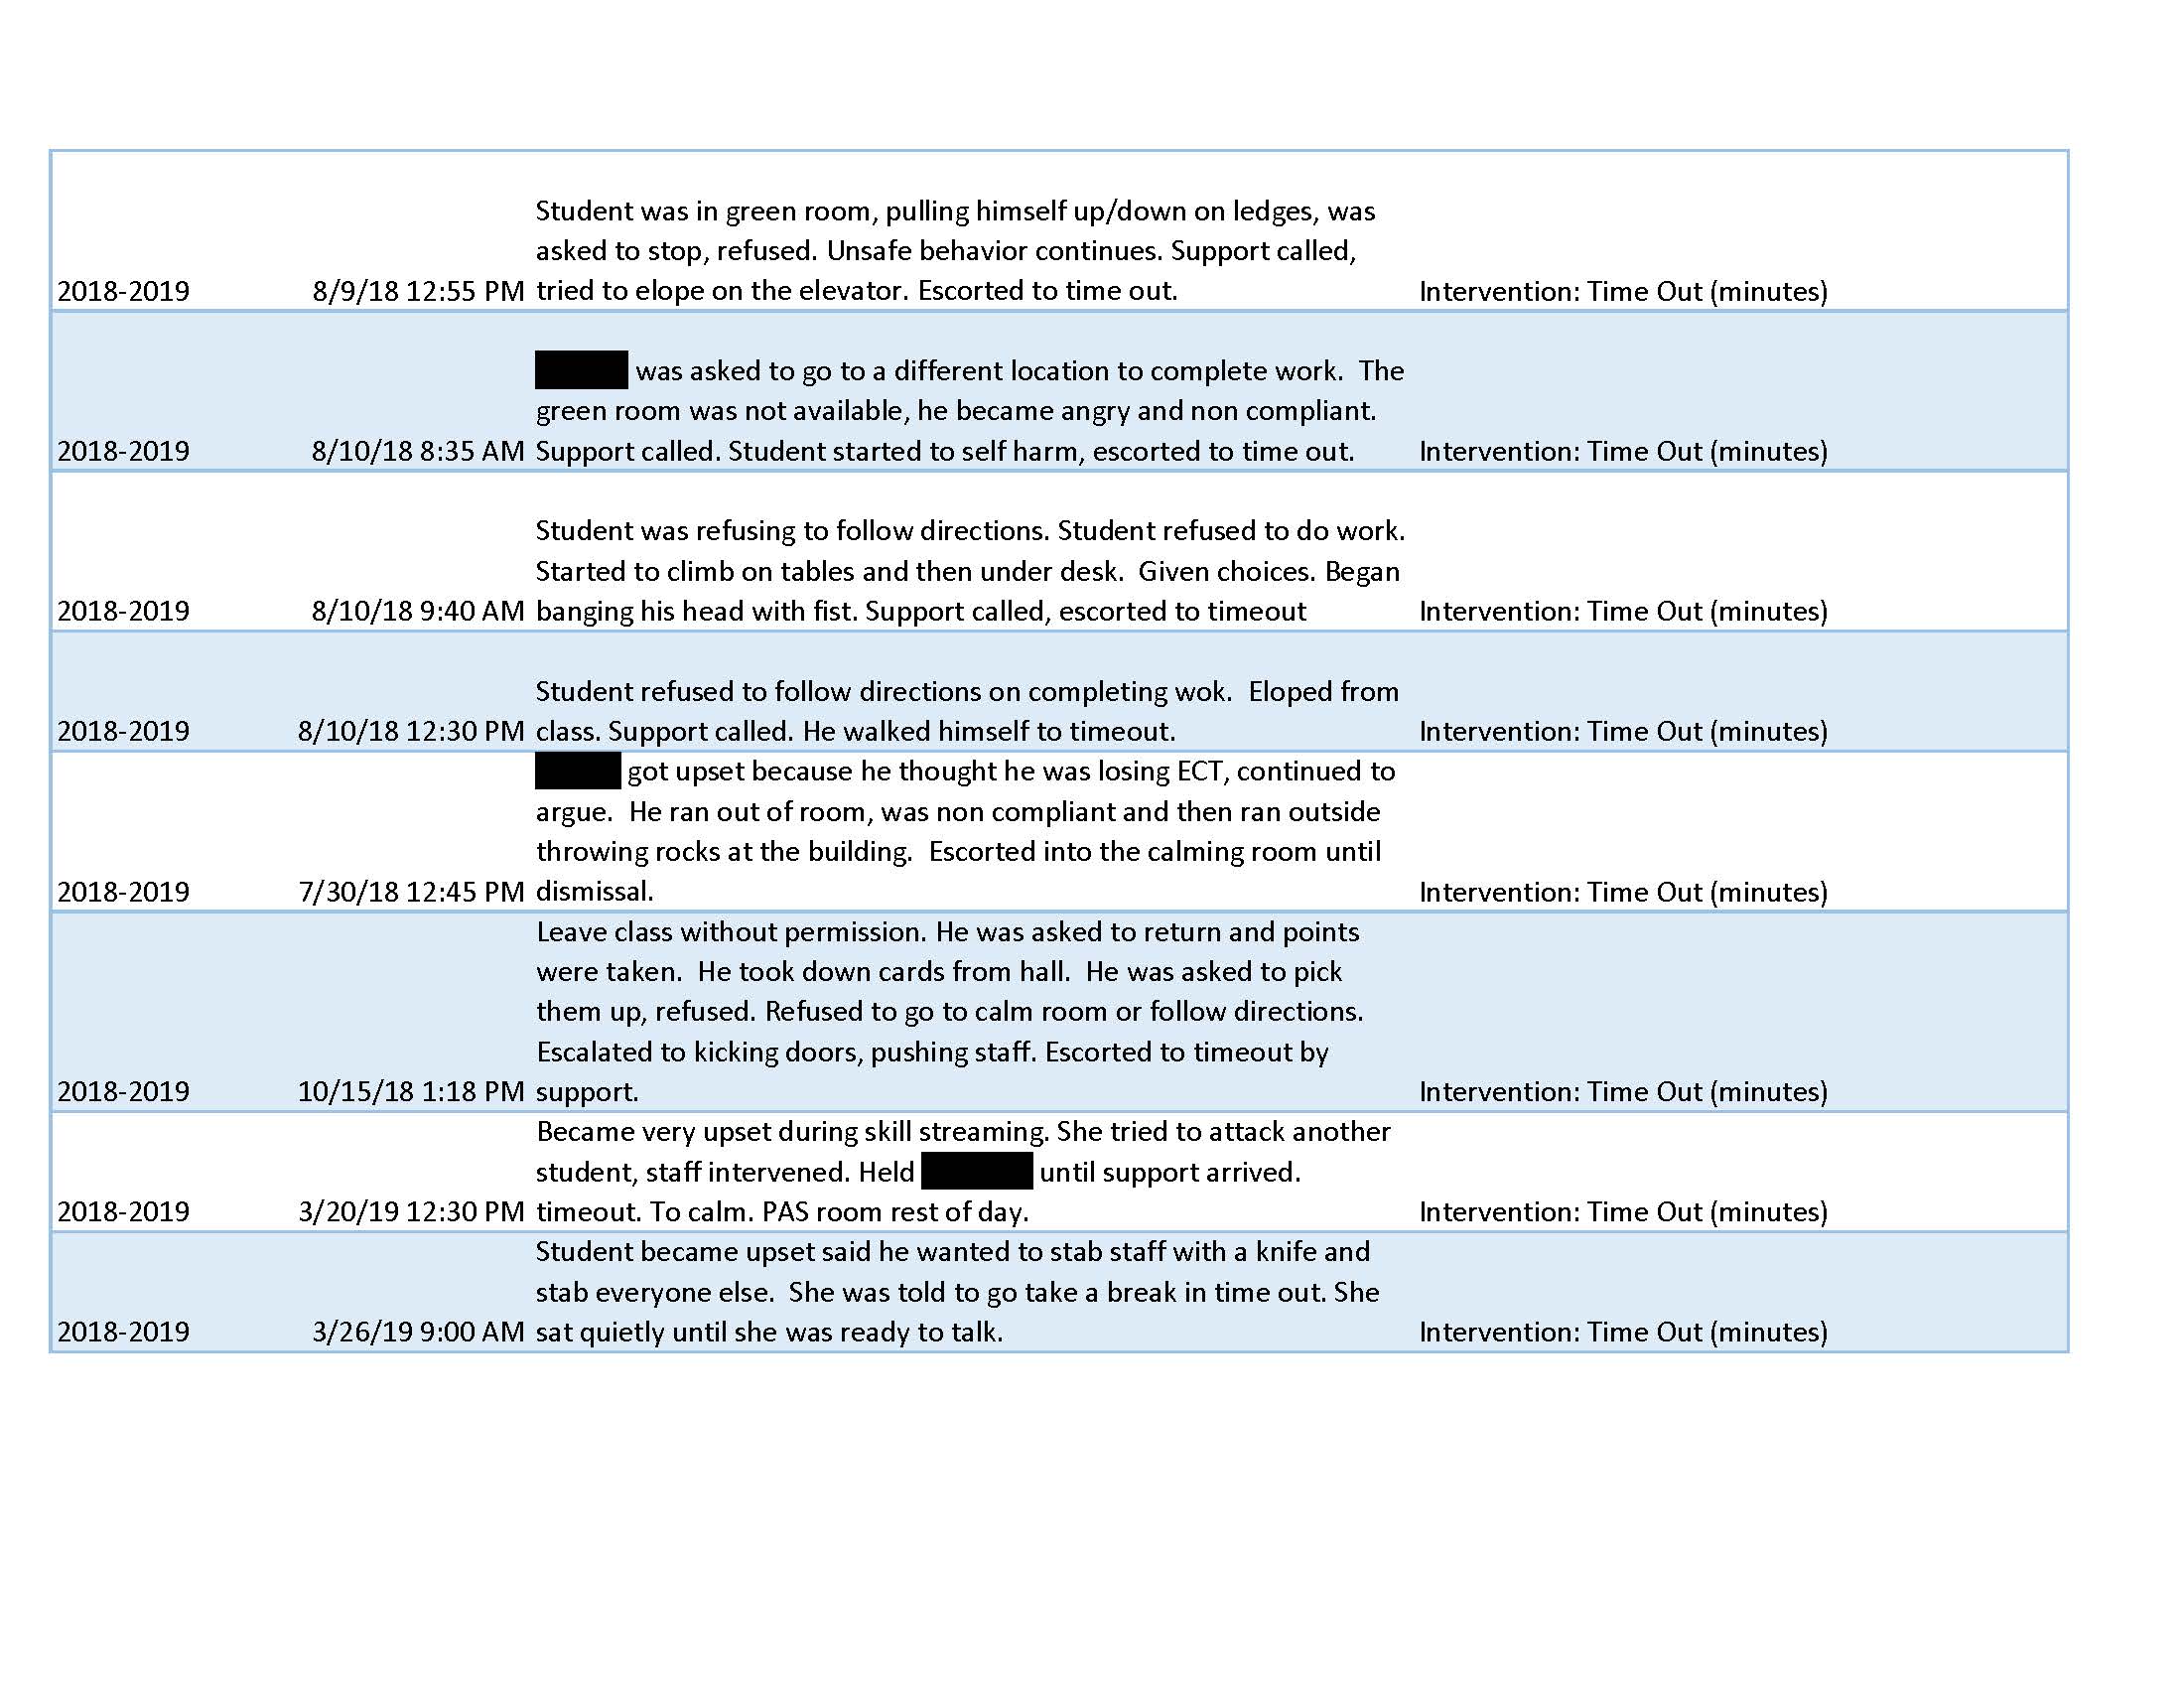 Student was in green room, pulling himself up/down on ledges, was
asked to stop, refused. Unsafe behavior continues. Support called,
2018-2019 8/9/18 12:55 PM tried to elope on the elevator. Escorted to time out. Intervention: Time Out (minutes)
was asked to go to a different location to complete work.  The
green room was not available, he became angry and non compliant.
2018-2019 8/10/18 8:35 AM Support called. Student started to self harm, escorted to time out. Intervention: Time Out (minutes)
Student was refusing to follow directions. Student refused to do work.
Started to climb on tables and then under desk.  Given choices. Began
2018-2019 8/10/18 9:40 AM banging his head with fist. Support called, escorted to timeout Intervention: Time Out (minutes)
Student refused to follow directions on completing wok.  Eloped from
2018-2019 8/10/18 12:30 PM class. Support called. He walked himself to timeout. Intervention: Time Out (minutes)
got upset because he thought he was losing ECT, continued to
argue.  He ran out of room, was non compliant and then ran outside
throwing rocks at the building.  Escorted into the calming room until
2018-2019 7/30/18 12:45 PM dismissal. Intervention: Time Out (minutes)
Leave class without permission. He was asked to return and points
were taken.  He took down cards from hall.  He was asked to pick
them up, refused. Refused to go to calm room or follow directions.
Escalated to kicking doors, pushing staff. Escorted to timeout by
2018-2019 10/15/18 1:18 PM support. Intervention: Time Out (minutes)
Became very upset during skill streaming. She tried to attack another
student, staff intervened. Held until support arrived.
2018-2019 3/20/19 12:30 PM timeout. To calm. PAS room rest of day. Intervention: Time Out (minutes)
Student became upset said he wanted to stab staff with a knife and
stab everyone else.  She was told to go take a break in time out. She
2018-2019 3/26/19 9:00 AM sat quietly until she was ready to talk. Intervention: Time Out (minutes)